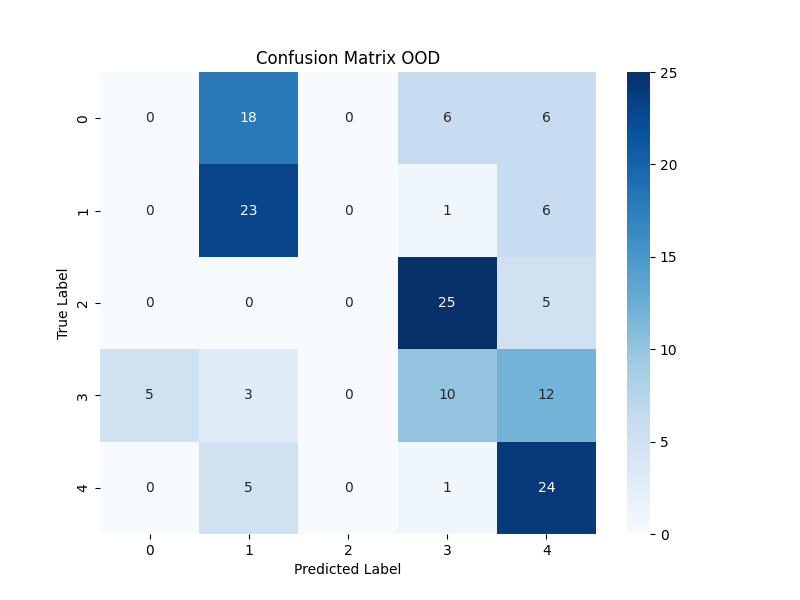 Confusion Matrix OOD
0 0 18 0 6 6
1 0 23 0 1 6
2 0 0 0 25 5
3 5 3 0 10 12
4 0 5 0 1 24
0 1 2 3 4
True Label
Predicted Label
25
20
15
10
5
0